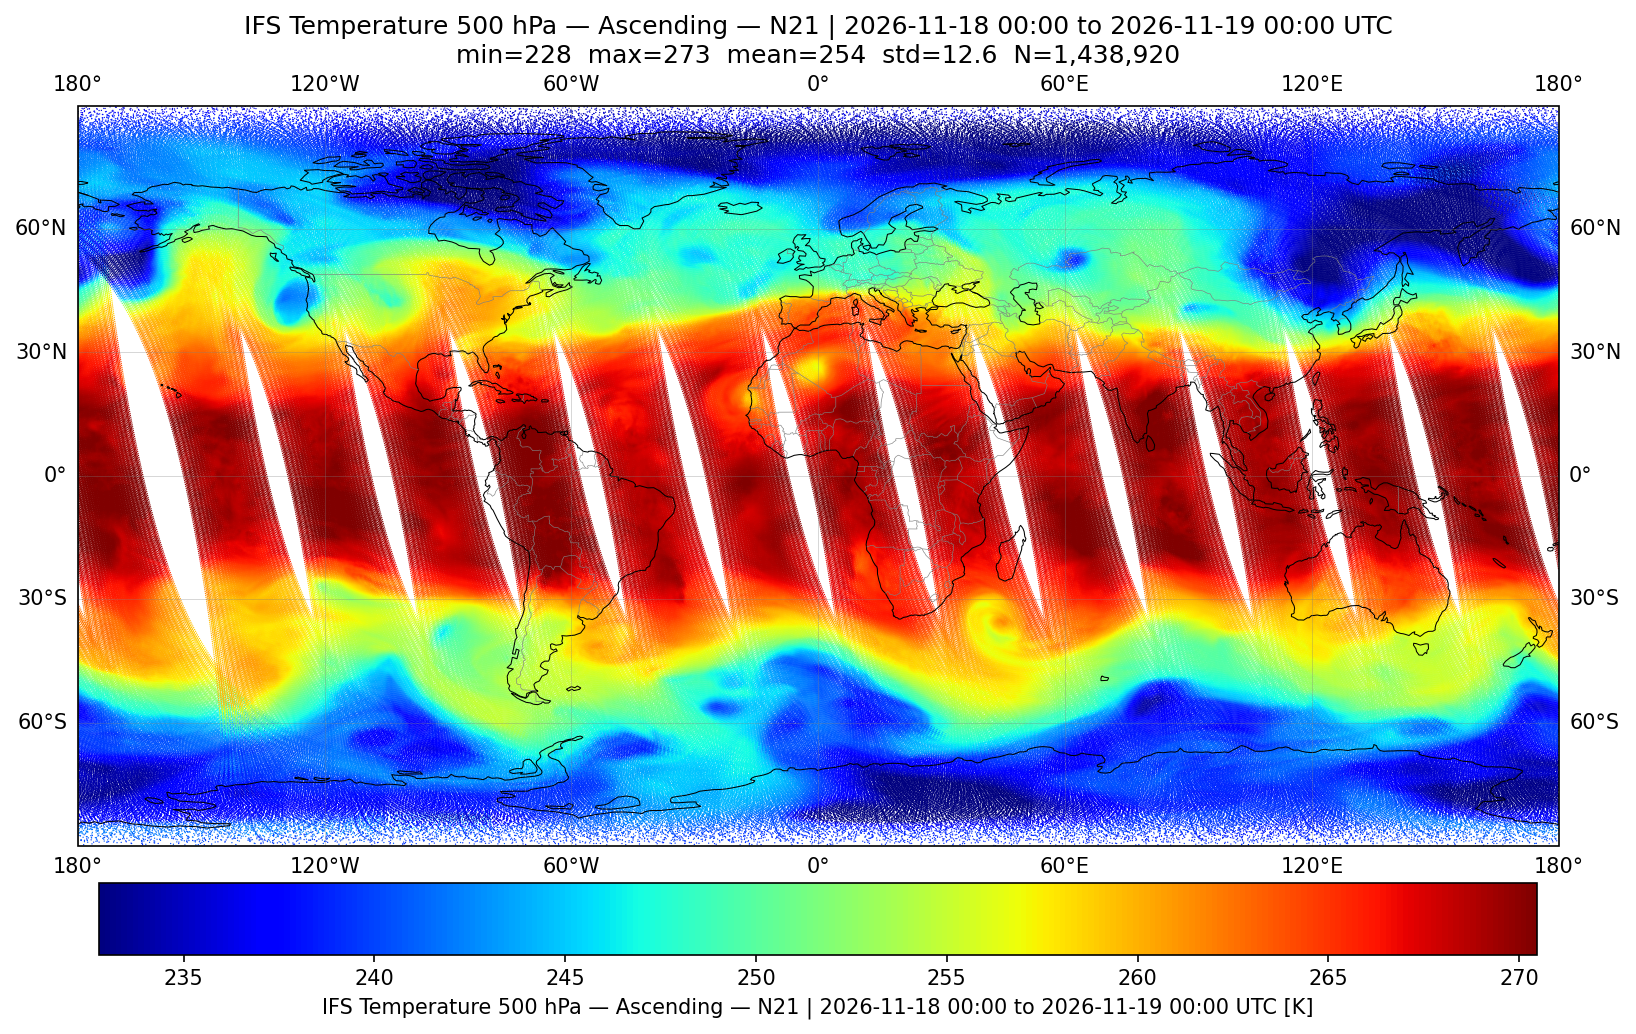 IFS Temperature 500 hPa — Ascending — N21 | 2026-11-18 00:00 to 2026-11-19 00:00 UTC
min=228 max=273 mean=254 std=12.6 N=1,438,920
180° 120°W 60°W 0° 60°E 120°E 180°
60°N 60°N
30°N 30°N
0° 0°
30°S 30°S
60°S 60°S
180° 120°W 60°W 0° 60°E 120°E 180°
235 240 245 250 255 260 265 270
IFS Temperature 500 hPa — Ascending — N21 | 2026-11-18 00:00 to 2026-11-19 00:00 UTC [K]